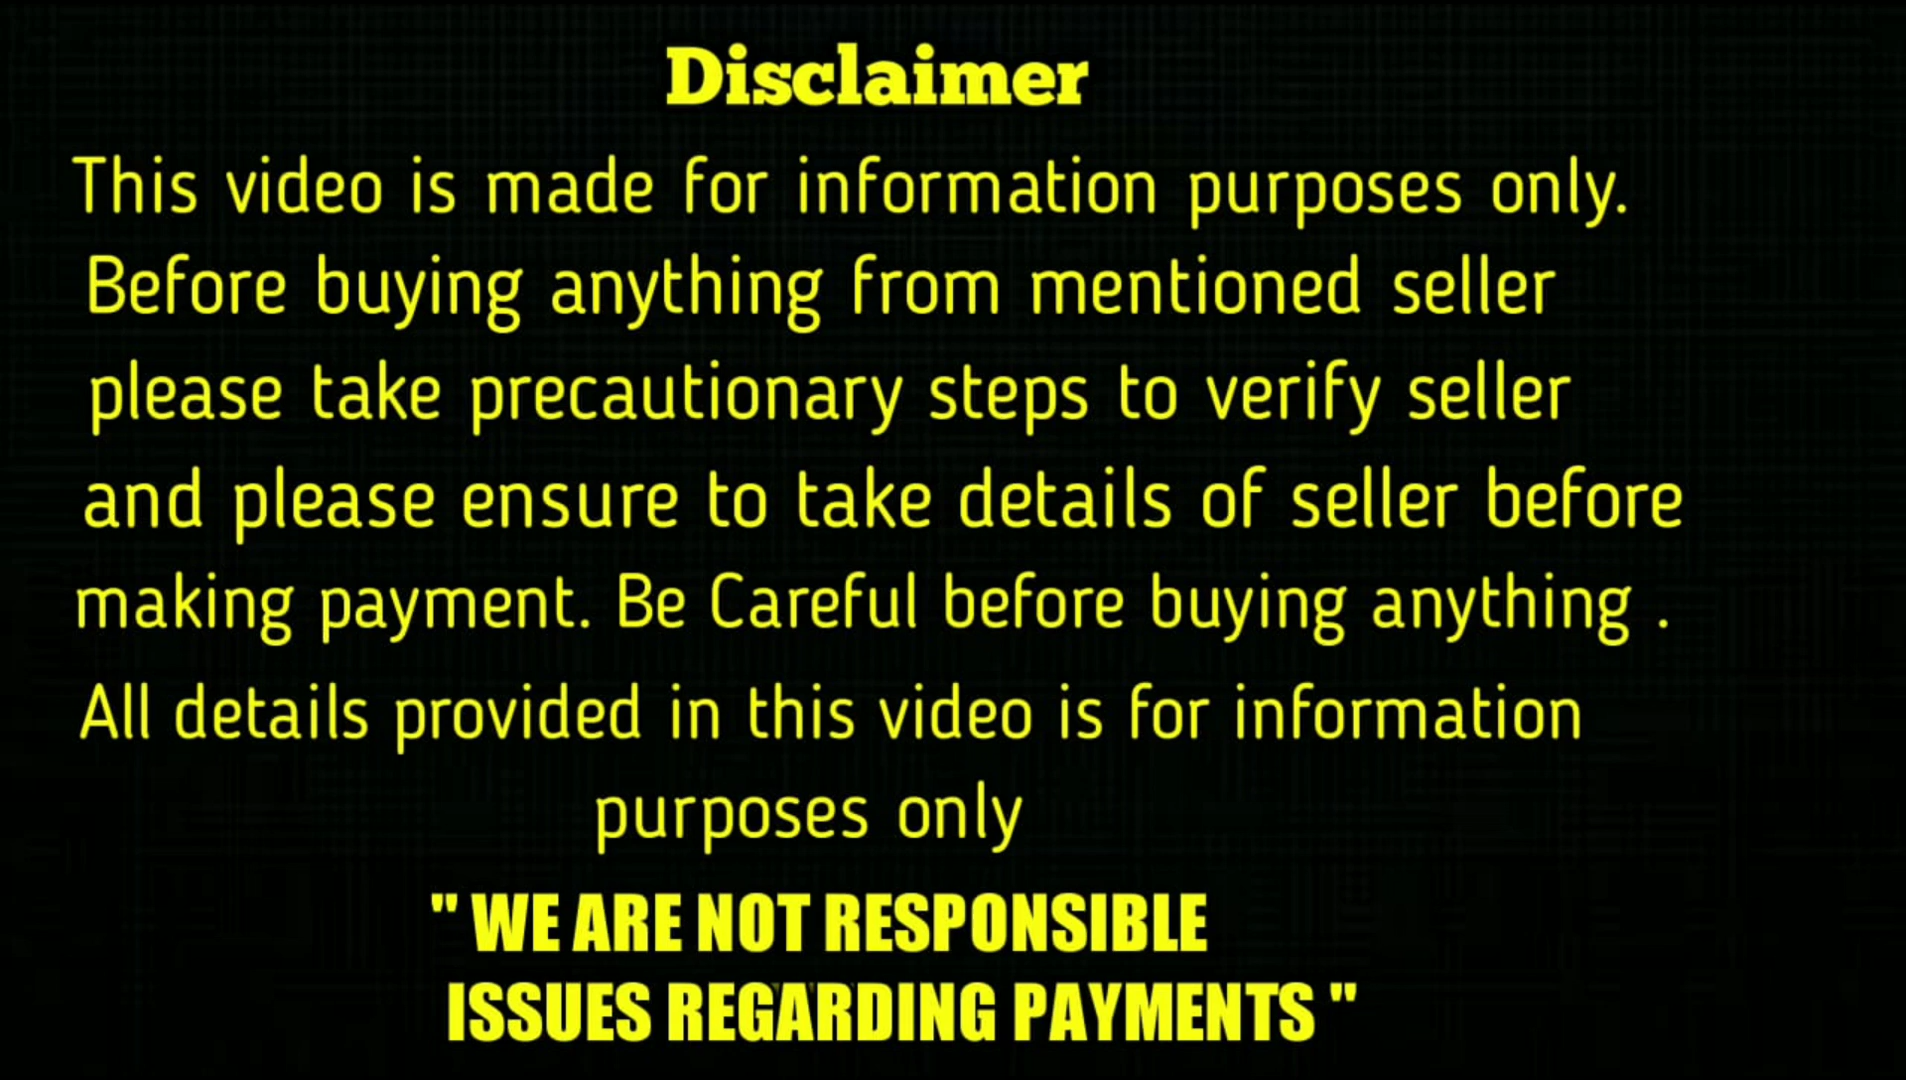 Disclaimer
This video is made for information purposes only.
Before buying anything from mentioned seller
please take precautionary steps to verify seller
and please ensure to take details of seller before
making payment. Be Careful before buying anything .
All details provided in this video is for information
purposes only
" WE ARE NOT RESPONSIBLE
ISSUES REGARDING PAYMENTS "